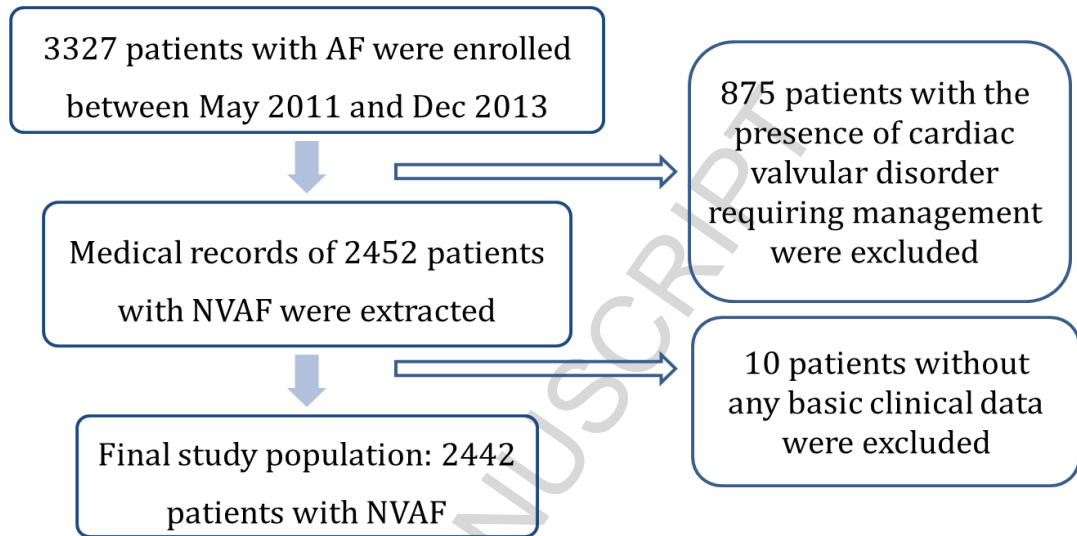 3327 patients with AF were enrolled
between May 2011 and Dec 2013
875 patients with the
presence of cardiac
valvular disorder
requiring management
were excluded
Medical records of 2452 patients
with NVAF were extracted
10 patients without
any basic clinical data
were excluded
Final study population: 2442
patients with NVAF
NUSCRIPT